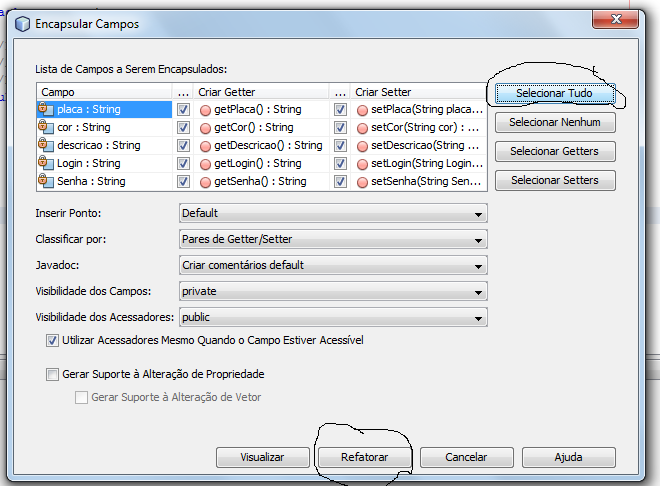 Encapsular Campos
Lista de Campos a Serem Encapsulados:
Campo ... Criar Getter ... Criar Setter
placa : String getPlaca() : String setPlaca(String placa...
cor : String getCor() : String setCor(String cor) : ...
descricao : String getDescricao() : String setDescricao(String ...
Login : String getLogin() : String setLogin(String Login...
Senha : String getSenha() : String setSenha(String Sen...
Selecionar Tudo
Selecionar Nenhum
Selecionar Getters
Selecionar Setters
Inserir Ponto: Default
Classificar por: Pares de Getter/Setter
Javadoc: Criar comentários default
Visibilidade dos Campos: private
Visibilidade dos Acessadores: public
Utilizar Acessadores Mesmo Quando o Campo Estiver Acessível
Gerar Suporte à Alteração de Propriedade
Gerar Suporte à Alteração de Vetor
Visualizar Refatorar Cancelar Ajuda